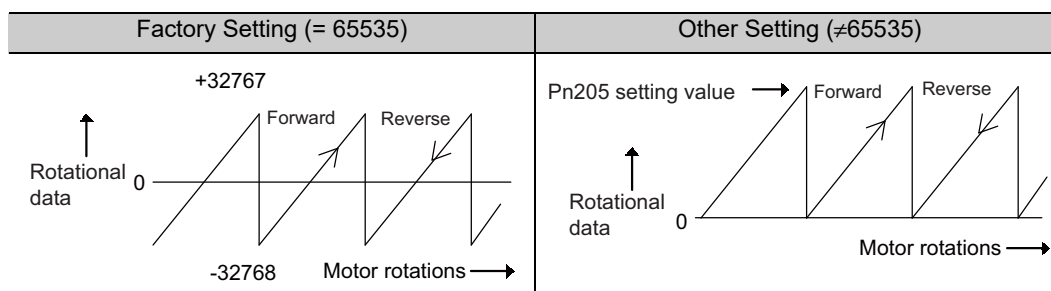 Factory Setting (= 65535)
Other Setting (≠65535)
+32767
Forward
Reverse
Rotational
data
0
-32768
Motor rotations
Pn205 setting value
Forward
Reverse
Rotational
data
0
Motor rotations